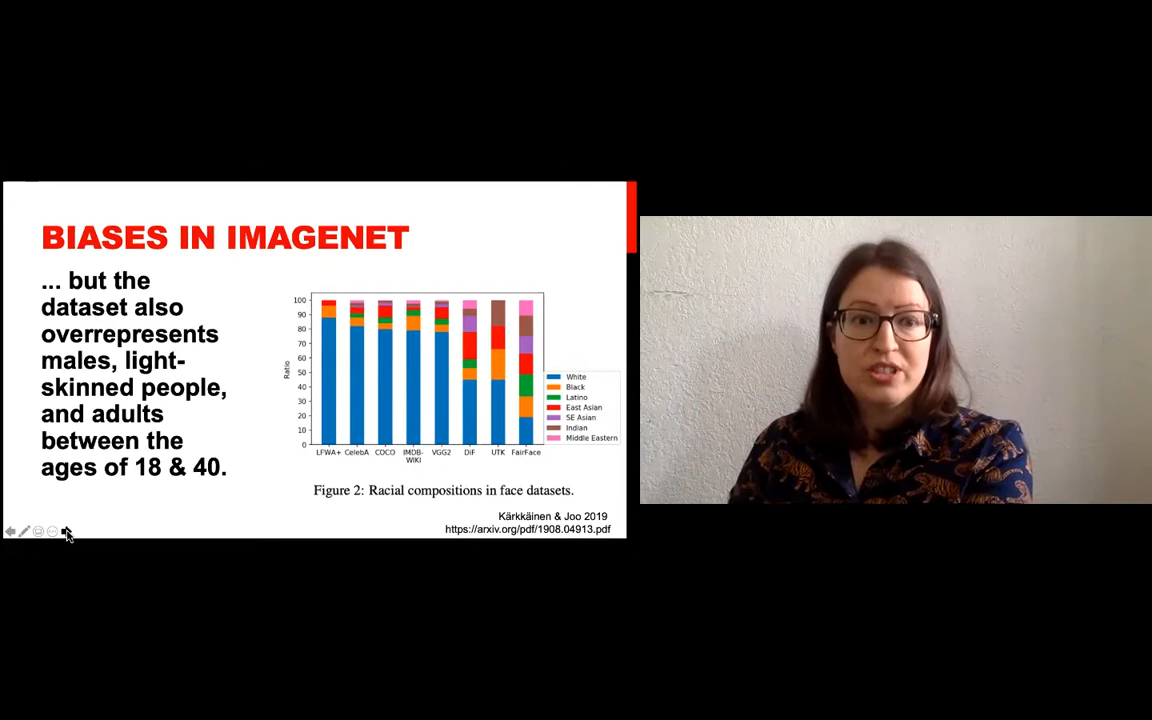 BIASES IN IMAGENET
... but the
dataset also
overrepresents
males, light-
skinned people,
and adults
between the
ages of 18 & 40.
100
90
80
70
60
50
40
30
20
10
0
Ratio
LFWA+ CelebA COCO IMDB- VGG2 DiF UTK FairFace
WIKI
White
Black
Latino
East Asian
SE Asian
Indian
Middle Eastern
Figure 2: Racial compositions in face datasets.
Kärkkäinen & Joo 2019
https://arxiv.org/pdf/1908.04913.pdf